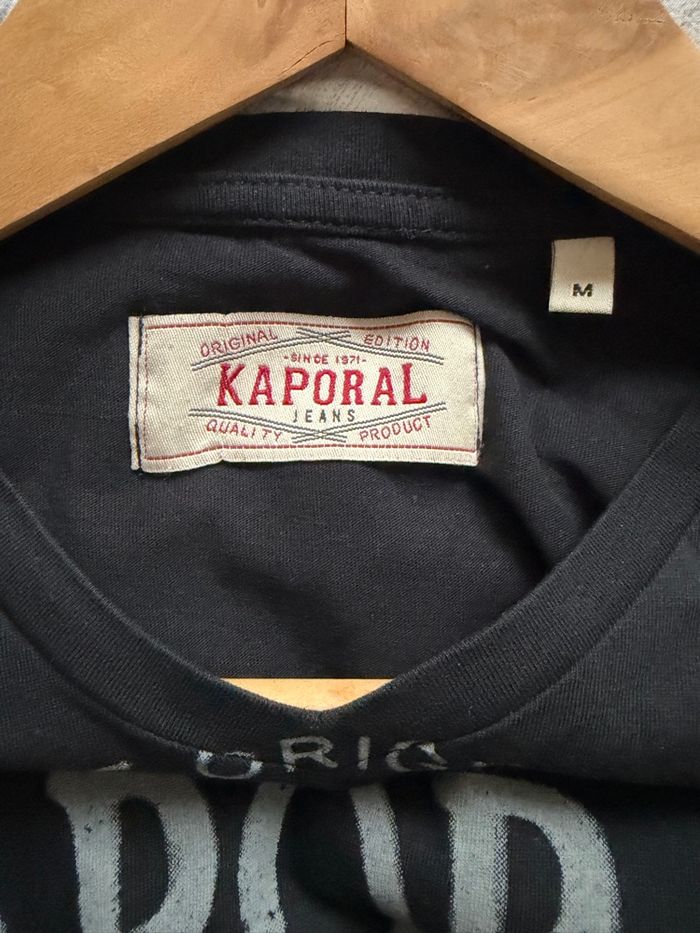 M
ORIGINAL EDITION
-SINCE 1971-
KAPORAL
JEANS
QUALITY PRODUCT